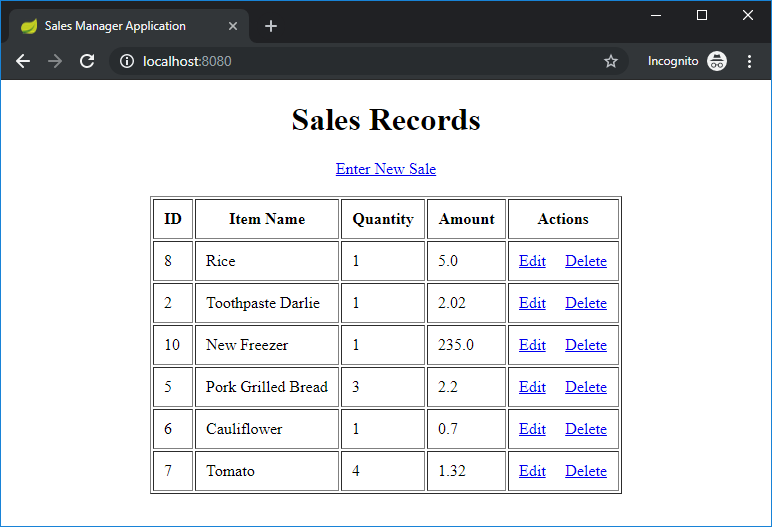 Sales Manager Application
localhost:8080
Incognito
Sales Records
Enter New Sale
ID Item Name Quantity Amount Actions
8 Rice 1 5.0 Edit Delete
2 Toothpaste Darlie 1 2.02 Edit Delete
10 New Freezer 1 235.0 Edit Delete
5 Pork Grilled Bread 3 2.2 Edit Delete
6 Cauliflower 1 0.7 Edit Delete
7 Tomato 4 1.32 Edit Delete